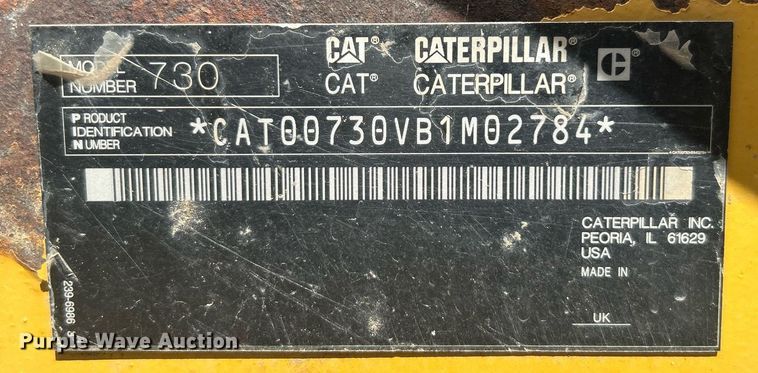 MODEL NUMBER 730
CAT® CATERPILLAR®
CAT® CATERPILLAR®
PRODUCT IDENTIFICATION NUMBER *CAT00730VB1M02784*
CATERPILLAR INC.
PEORIA, IL 61629
USA
MADE IN
UK
239-6986
Purple Wave Auction